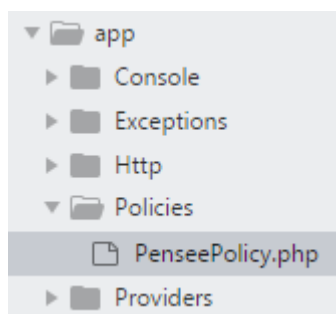 app
Console
Exceptions
Http
Policies
PenseePolicy.php
Providers